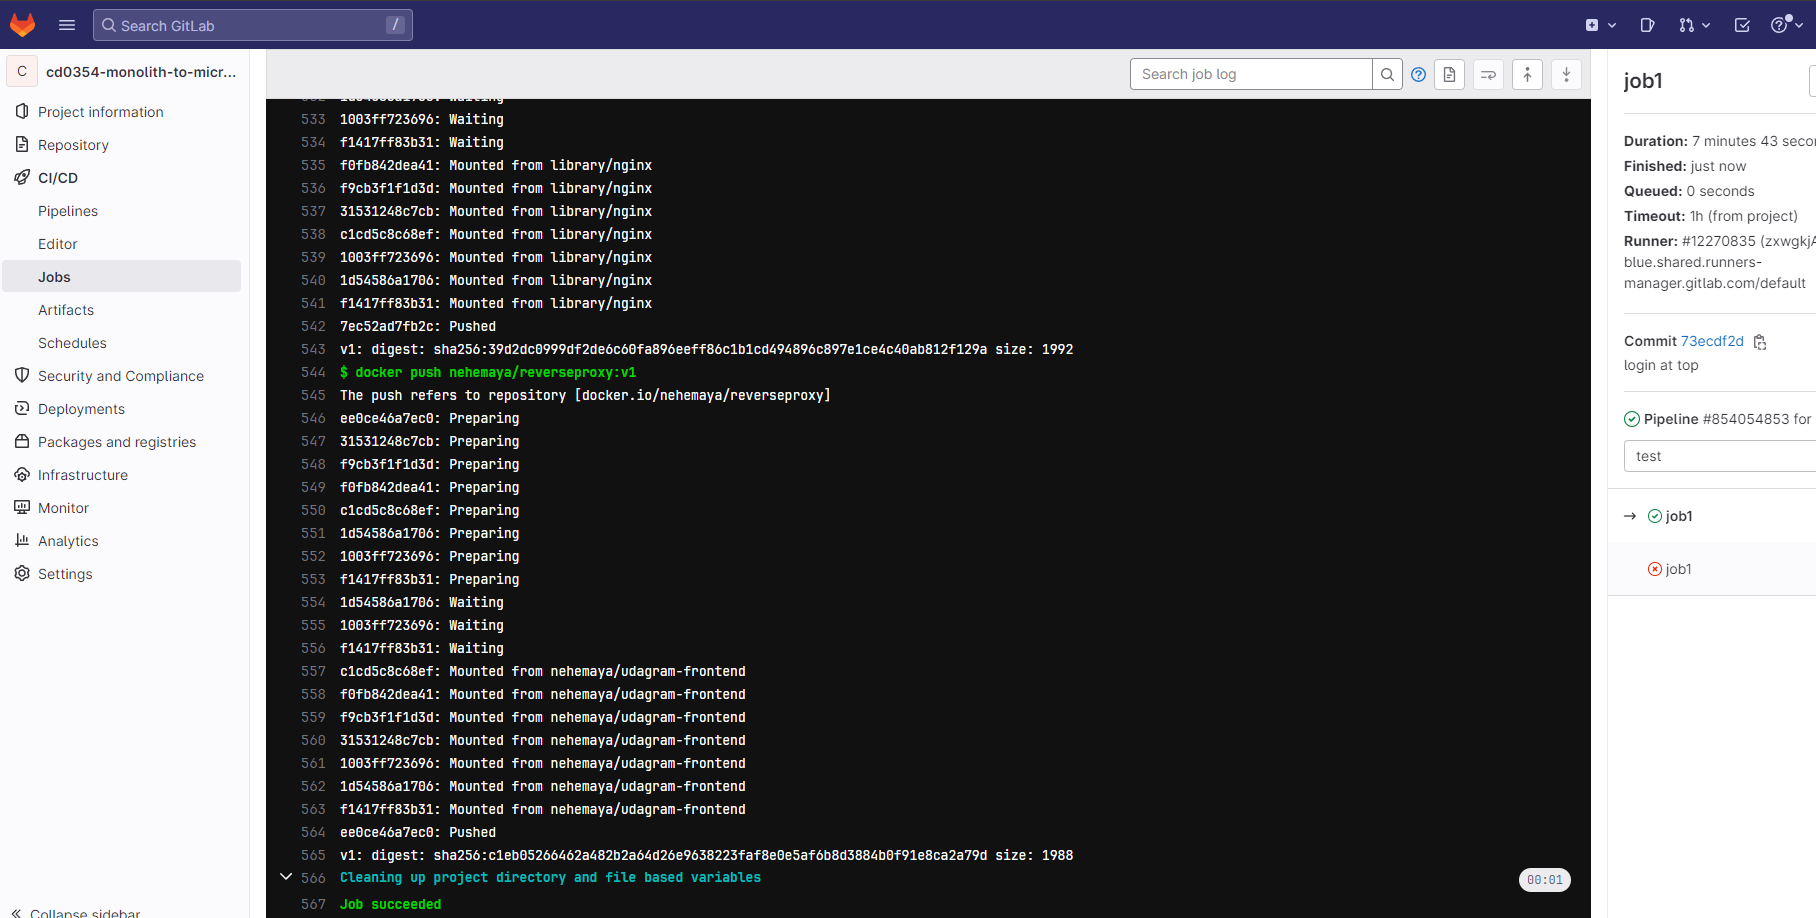 Search GitLab /
C cd0354-monolith-to-micr...
Project information
Repository
CI/CD
Pipelines
Editor
Jobs
Artifacts
Schedules
Security and Compliance
Deployments
Packages and registries
Infrastructure
Monitor
Analytics
Settings
Collapse sidebar
Search job log
533 1003ff723696: Waiting
534 f1417ff83b31: Waiting
535 f0fb842dea41: Mounted from library/nginx
536 f9cb3f1f1d3d: Mounted from library/nginx
537 31531248c7cb: Mounted from library/nginx
538 c1cd5c8c68ef: Mounted from library/nginx
539 1003ff723696: Mounted from library/nginx
540 1d54586a1706: Mounted from library/nginx
541 f1417ff83b31: Mounted from library/nginx
542 7ec52ad7fb2c: Pushed
543 v1: digest: sha256:39d2dc0999df2de6c60fa896eeff86c1b1cd494896c897e1ce4c40ab812f129a size: 1992
544 $ docker push nehemaya/reverseproxy:v1
545 The push refers to repository [docker.io/nehemaya/reverseproxy]
546 ee0ce46a7ec0: Preparing
547 31531248c7cb: Preparing
548 f9cb3f1f1d3d: Preparing
549 f0fb842dea41: Preparing
550 c1cd5c8c68ef: Preparing
551 1d54586a1706: Preparing
552 1003ff723696: Preparing
553 f1417ff83b31: Preparing
554 1d54586a1706: Waiting
555 1003ff723696: Waiting
556 f1417ff83b31: Waiting
557 c1cd5c8c68ef: Mounted from nehemaya/udagram-frontend
558 f0fb842dea41: Mounted from nehemaya/udagram-frontend
559 f9cb3f1f1d3d: Mounted from nehemaya/udagram-frontend
560 31531248c7cb: Mounted from nehemaya/udagram-frontend
561 1003ff723696: Mounted from nehemaya/udagram-frontend
562 1d54586a1706: Mounted from nehemaya/udagram-frontend
563 f1417ff83b31: Mounted from nehemaya/udagram-frontend
564 ee0ce46a7ec0: Pushed
565 v1: digest: sha256:c1eb05266462a482b2a64d26e9638223faf8e0e5af6b8d3884b0f91e8ca2a79d size: 1988
566 Cleaning up project directory and file based variables 00:01
567 Job succeeded
job1
Duration: 7 minutes 43 secon
Finished: just now
Queued: 0 seconds
Timeout: 1h (from project)
Runner: #12270835 (zxwgkjA
blue.shared.runners-
manager.gitlab.com/default
Commit 73ecdf2d
login at top
Pipeline #854054853 for
test
job1
job1